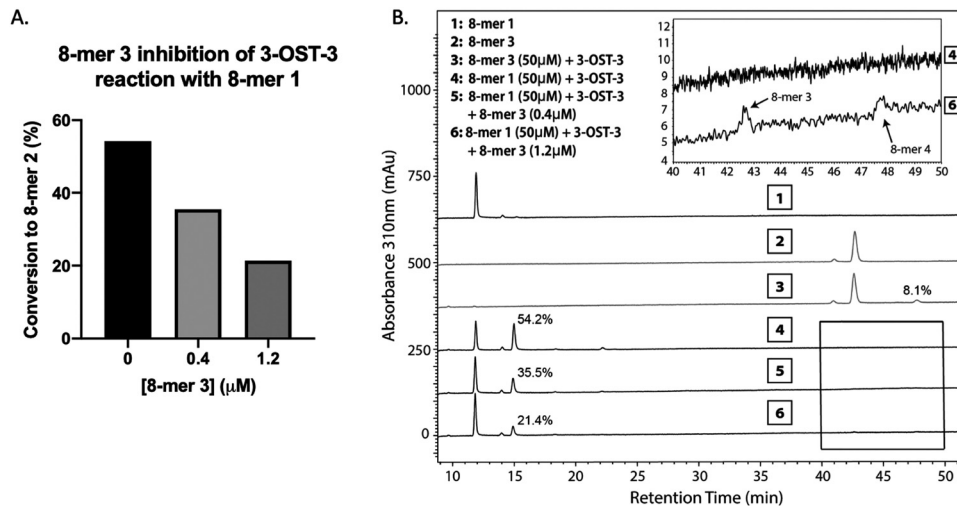 A.
8-mer 3 inhibition of 3-OST-3
reaction with 8-mer 1
Conversion to 8-mer 2 (%)
60
40
20
0
0 0.4 1.2
[8-mer 3] (μM)
B.
1: 8-mer 1
2: 8-mer 3
3: 8-mer 3 (50μM) + 3-OST-3
4: 8-mer 1 (50μM) + 3-OST-3
5: 8-mer 1 (50μM) + 3-OST-3
+ 8-mer 3 (0.4μM)
6: 8-mer 1 (50μM) + 3-OST-3
+ 8-mer 3 (1.2μM)
12
11
10
9
8
7
6
5
4
8-mer 3
8-mer 4
4
6
40 41 42 43 44 45 46 47 48 49 50
Absorbance 310nm (mAu)
1000
750
500
250
0
1
2
3
8.1%
54.2%
4
35.5%
5
21.4%
6
10 15 20 25 30 35 40 45 50
Retention Time (min)